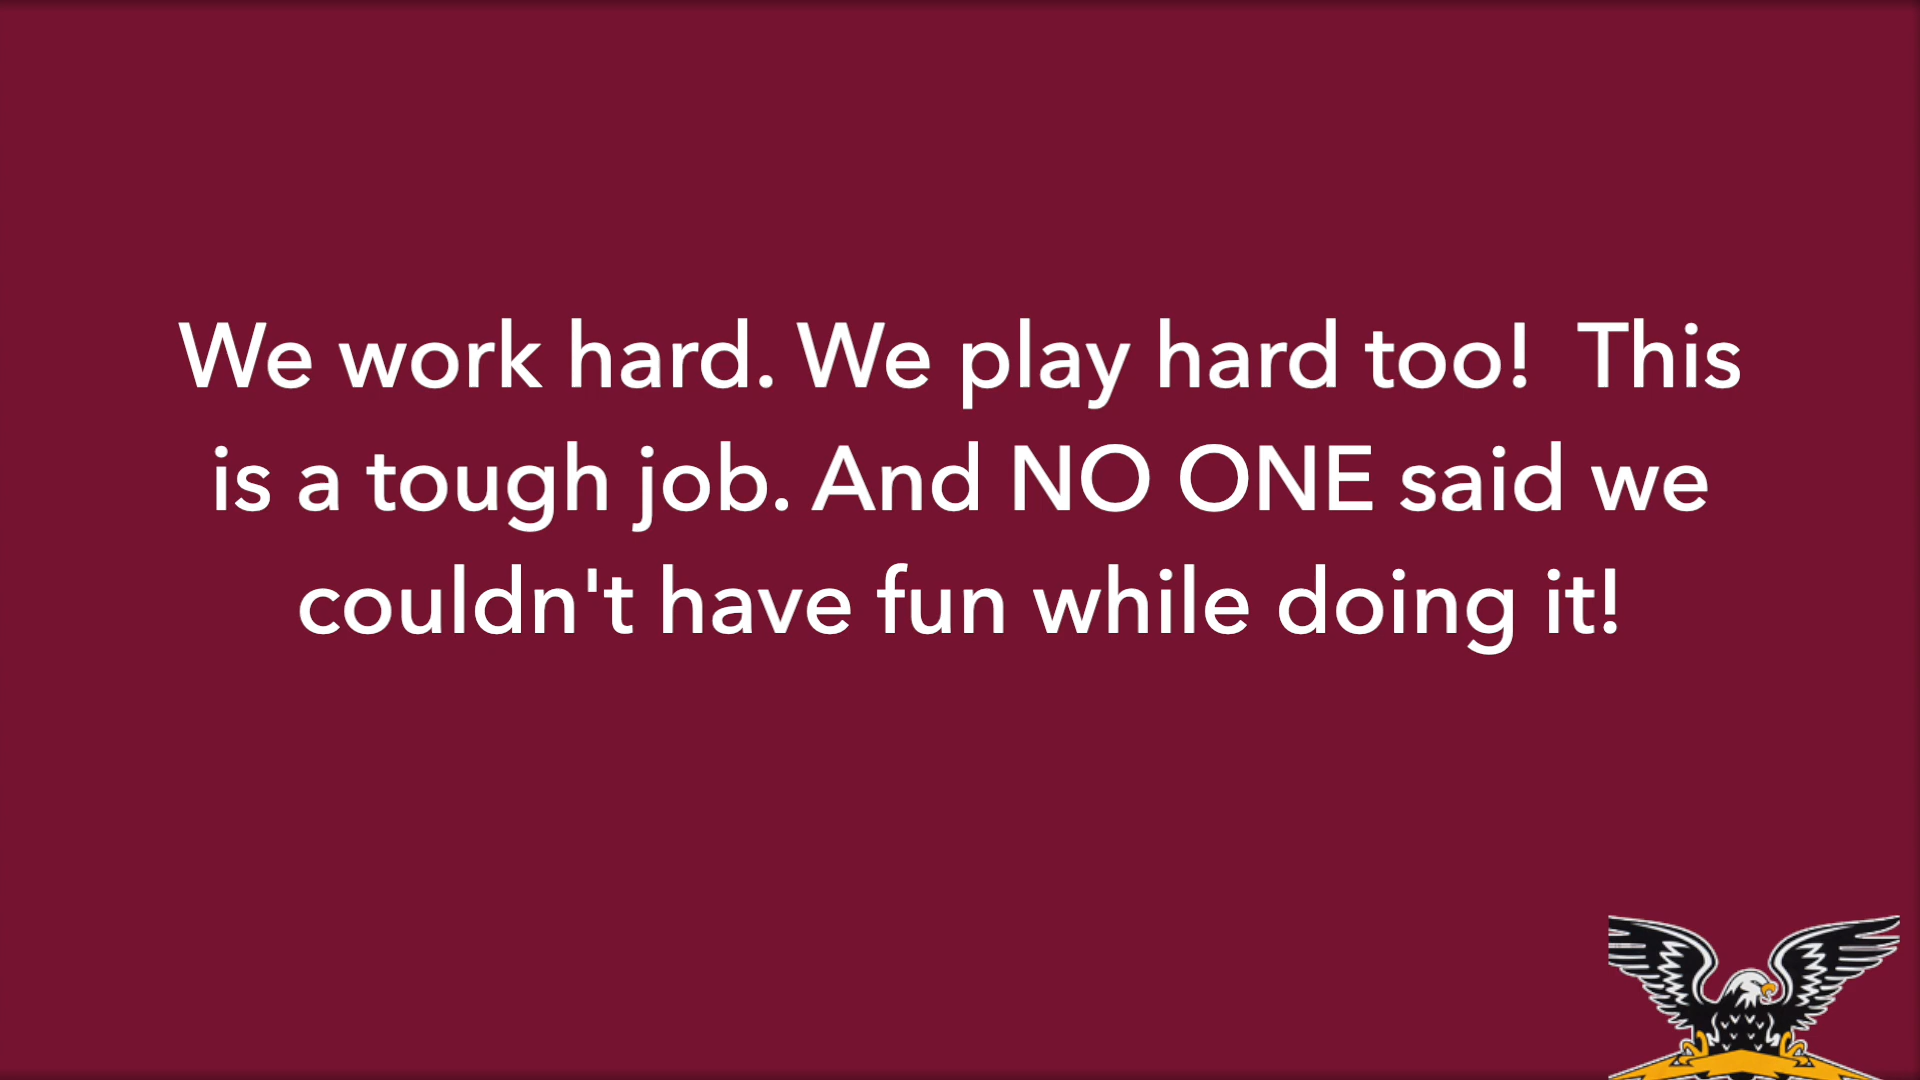 We work hard. We play hard too!  This
is a tough job. And NO ONE said we
couldn't have fun while doing it!